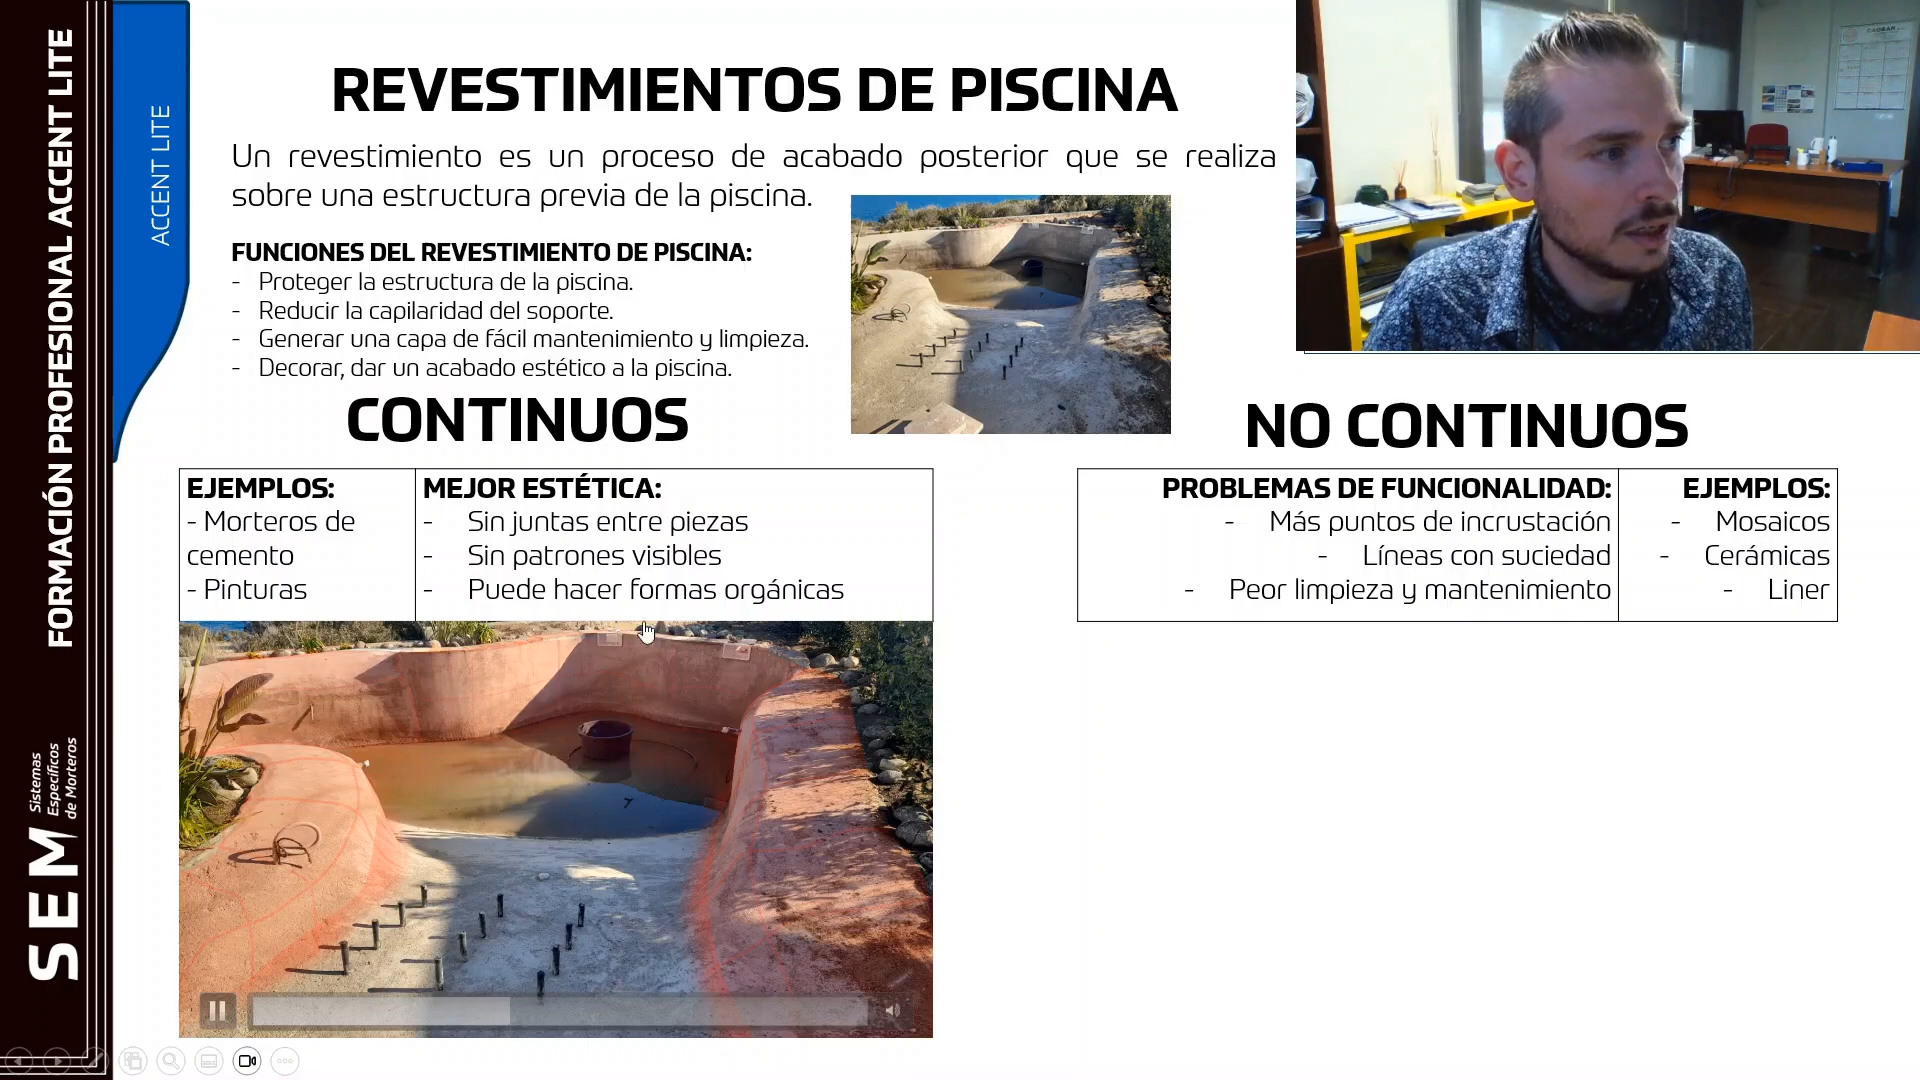 FORMACIÓN PROFESIONAL ACCENT LITE
SEM
Sistemas
Específicos
de Morteros
ACCENT LITE
REVESTIMIENTOS DE PISCINA
Un revestimiento es un proceso de acabado posterior que se realiza
sobre una estructura previa de la piscina.
FUNCIONES DEL REVESTIMIENTO DE PISCINA:
- Proteger la estructura de la piscina.
- Reducir la capilaridad del soporte.
- Generar una capa de fácil mantenimiento y limpieza.
- Decorar, dar un acabado estético a la piscina.
CONTINUOS
EJEMPLOS:
- Morteros de
cemento
- Pinturas
MEJOR ESTÉTICA:
- Sin juntas entre piezas
- Sin patrones visibles
- Puede hacer formas orgánicas
NO CONTINUOS
PROBLEMAS DE FUNCIONALIDAD:
- Más puntos de incrustación
- Líneas con suciedad
- Peor limpieza y mantenimiento
EJEMPLOS:
- Mosaicos
- Cerámicas
- Liner